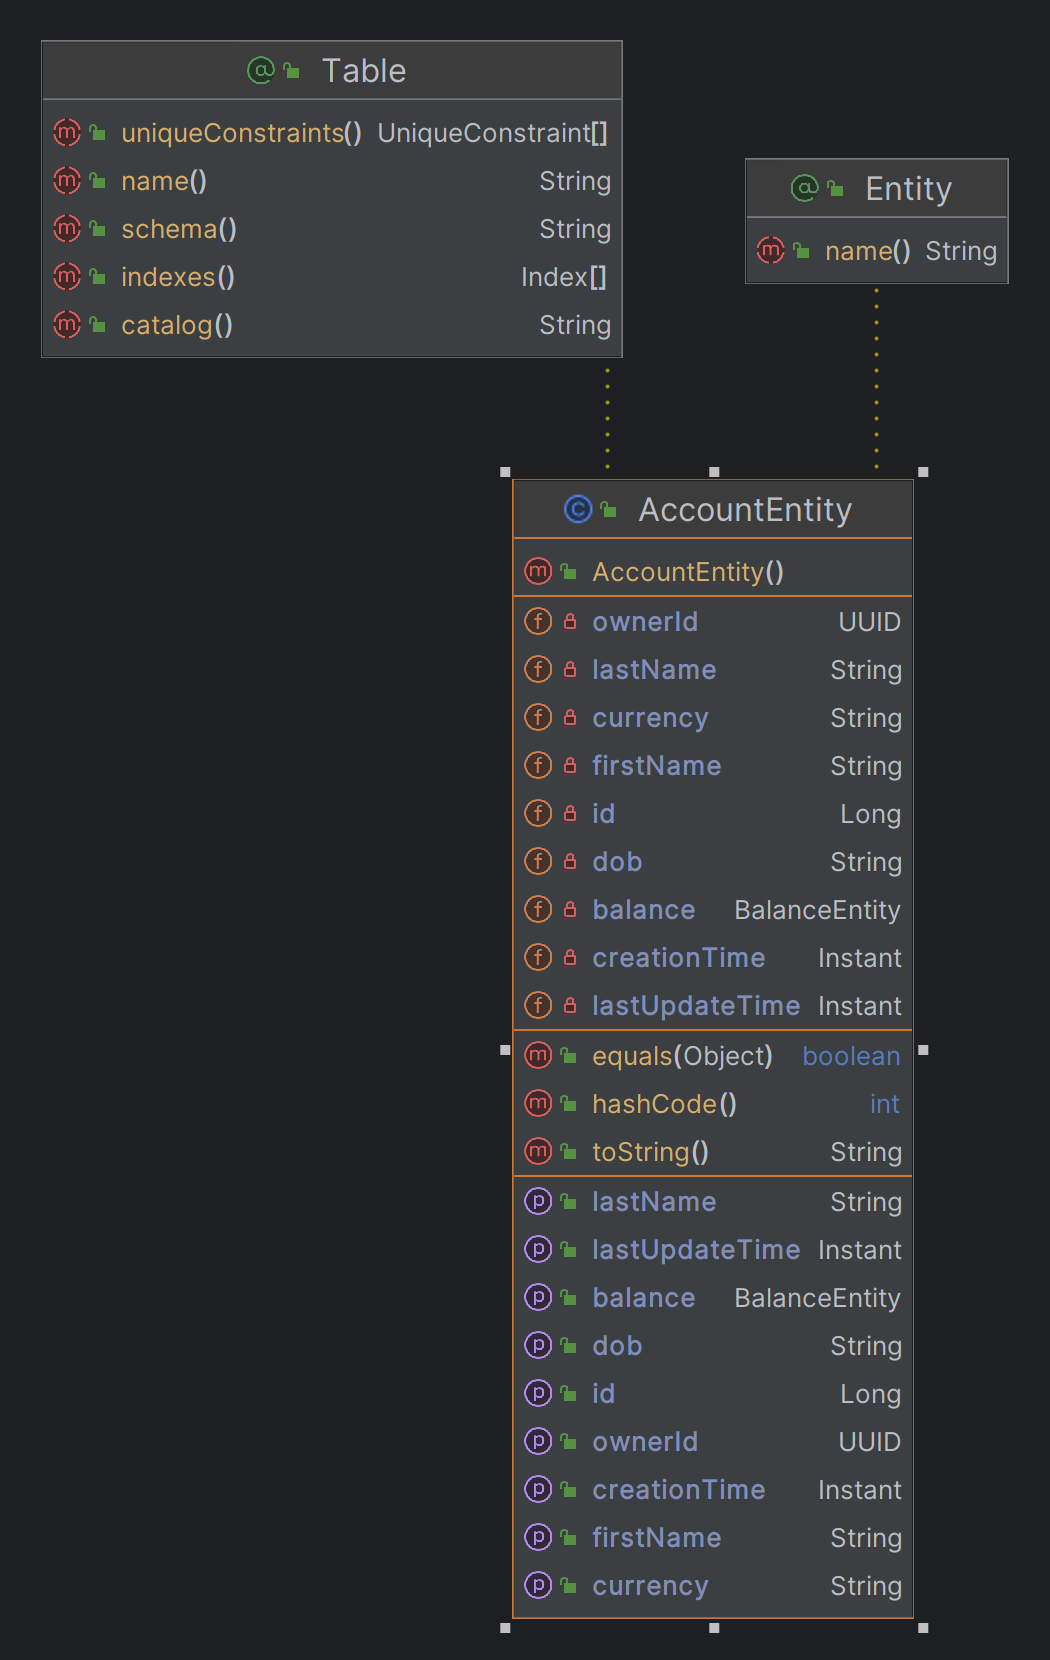 Table
uniqueConstraints() UniqueConstraint[]
name() String
schema() String
indexes() Index[]
catalog() String
Entity
name() String
AccountEntity
AccountEntity()
ownerId UUID
lastName String
currency String
firstName String
id Long
dob String
balance BalanceEntity
creationTime Instant
lastUpdateTime Instant
equals(Object) boolean
hashCode() int
toString() String
lastName String
lastUpdateTime Instant
balance BalanceEntity
dob String
id Long
ownerId UUID
creationTime Instant
firstName String
currency String